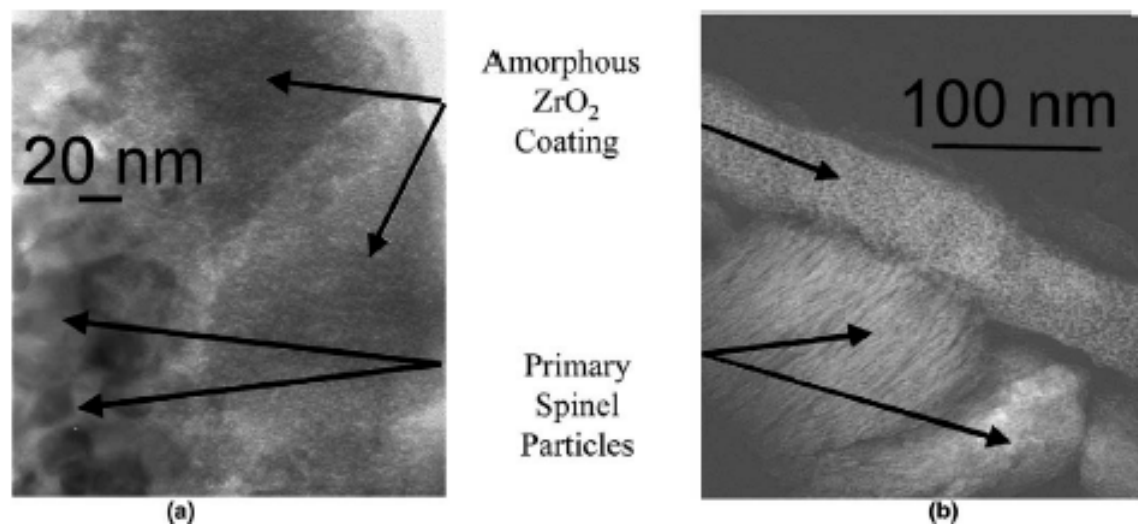 20 nm
Amorphous
ZrO₂
Coating
100 nm
Primary
Spinel
Particles
(a)
(b)